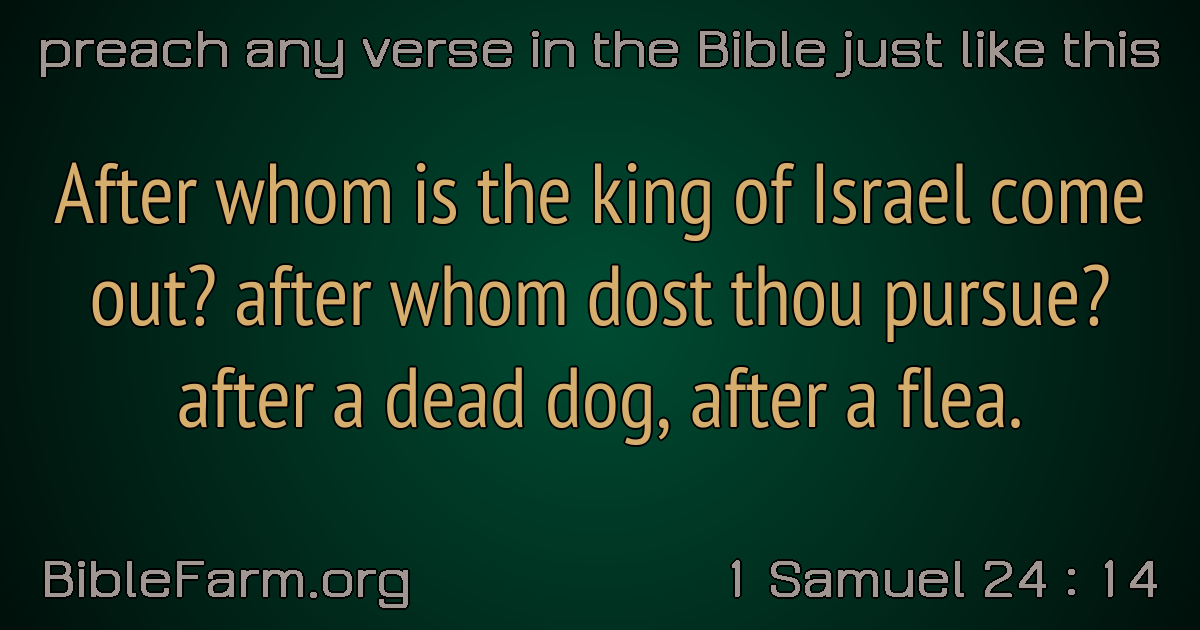 preach any verse in the Bible just like this
After whom is the king of Israel come
out? after whom dost thou pursue?
after a dead dog, after a flea.
BibleFarm.org
1 Samuel 24 : 14